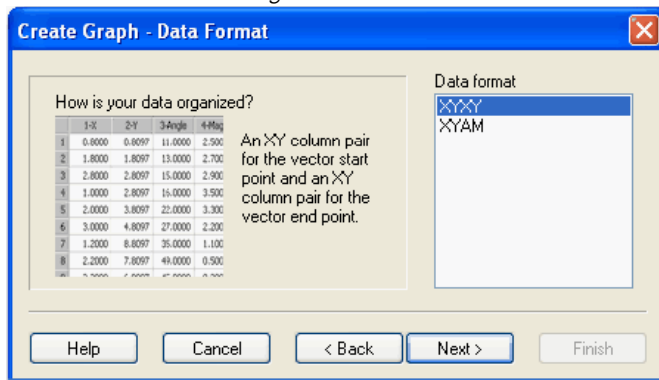 Create Graph - Data Format
How is your data organized?
1-X 2-Y 3-Angle 4-Mag
1 0.8000 0.8097 11.0000 2.500
2 1.8000 1.8097 13.0000 2.700
3 2.8000 2.8097 15.0000 2.900
4 1.0000 2.8097 16.0000 3.500
5 2.0000 3.8097 22.0000 3.300
6 3.0000 4.8097 27.0000 2.200
7 1.2000 8.8097 35.0000 1.100
8 2.2000 7.8097 49.0000 0.500
An XY column pair
for the vector start
point and an XY
column pair for the
vector end point.
Data format
XYXY
XYAM
Help Cancel < Back Next > Finish